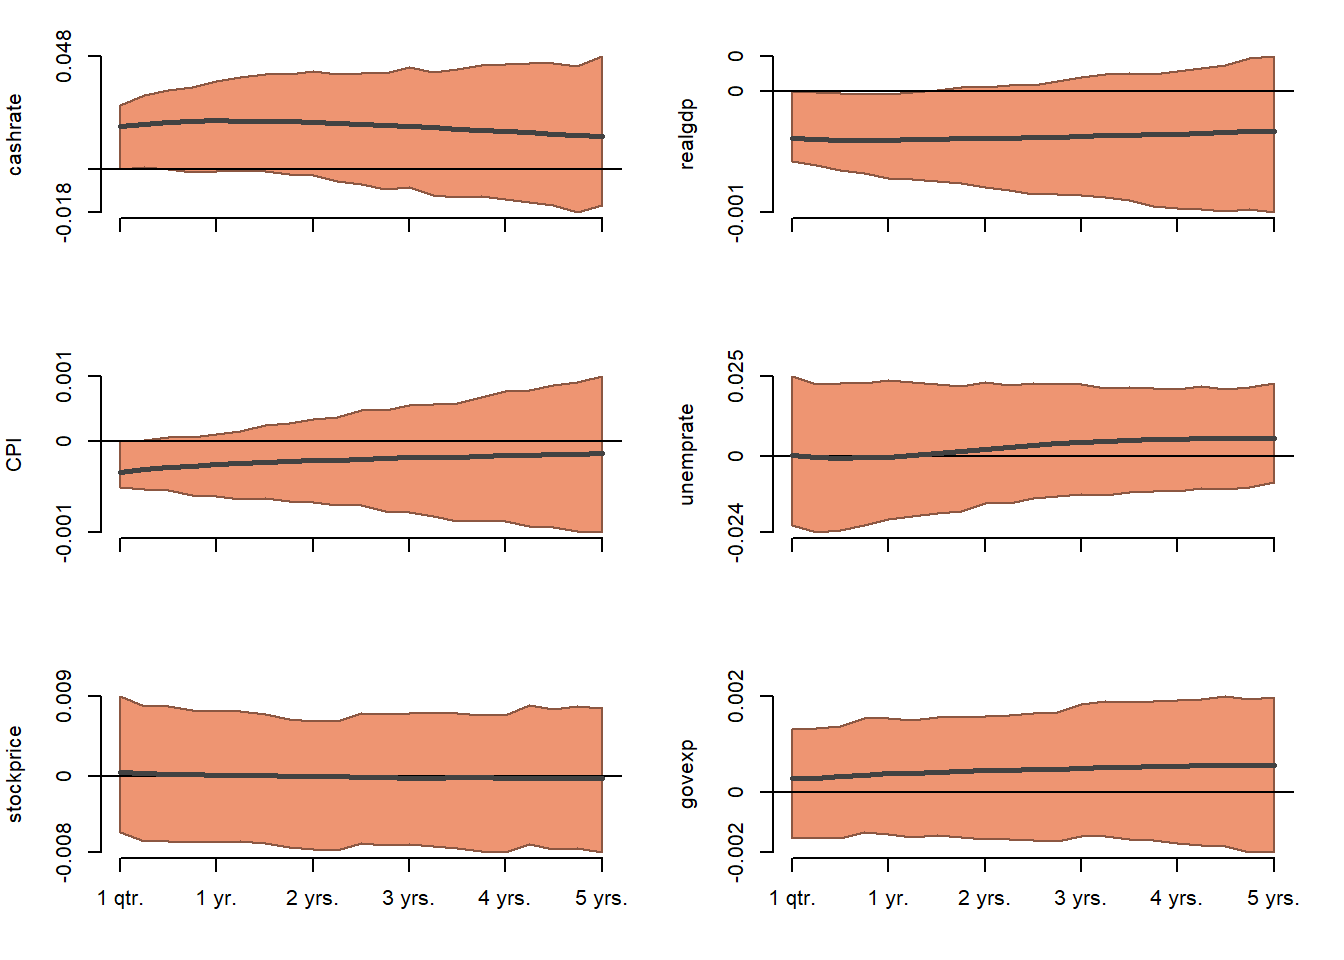 cashrate
0.048
-0.018
realgdp
0
0
-0.001
CPI
0.001
0
-0.001
unemprate
0.025
0
-0.024
stockprice
0.009
0
-0.008
1 qtr. 1 yr. 2 yrs. 3 yrs. 4 yrs. 5 yrs.
govexp
0.002
0
-0.002
1 qtr. 1 yr. 2 yrs. 3 yrs. 4 yrs. 5 yrs.